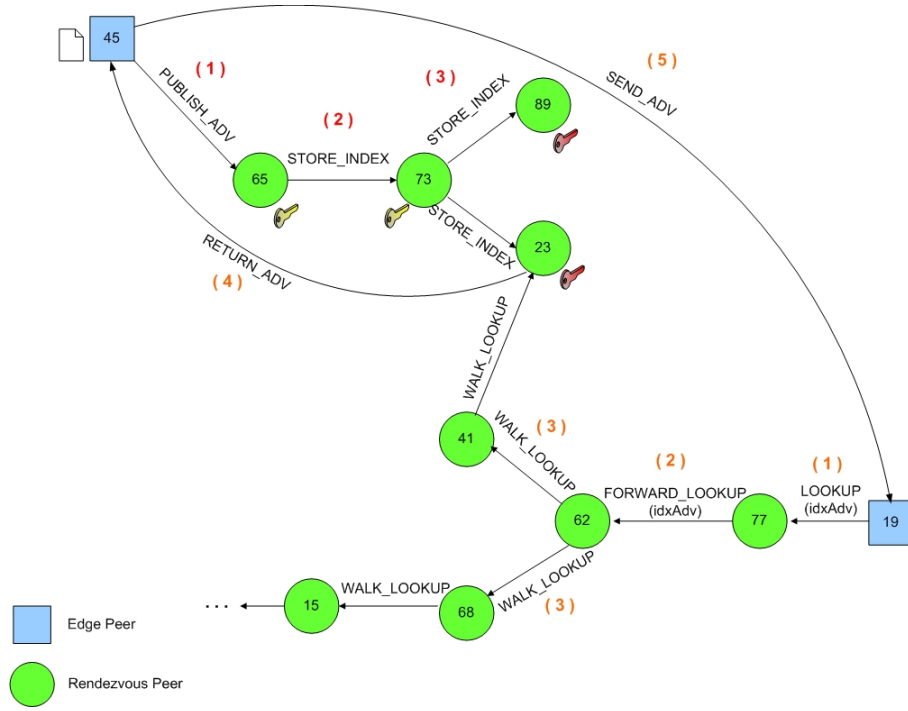 45
( 1 )
PUBLISH_ADV
( 2 )
STORE_INDEX
65
73
( 3 )
STORE_INDEX
89
STORE_INDEX
23
( 5 )
SEND_ADV
RETURN_ADV
( 4 )
WALK_LOOKUP
41
WALK_LOOKUP
( 3 )
( 2 )
FORWARD_LOOKUP
(idxAdv)
( 1 )
LOOKUP
(idxAdv)
62
77
19
WALK_LOOKUP
( 3 )
68
WALK_LOOKUP
15
. . .
Edge Peer
Rendezvous Peer